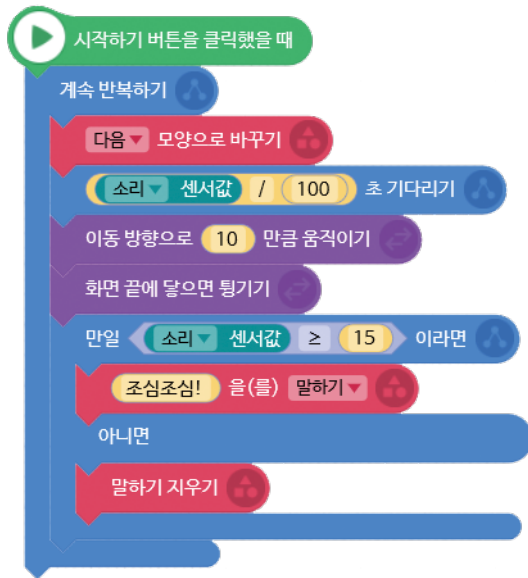 시작하기 버튼을 클릭했을 때
계속 반복하기
다음 모양으로 바꾸기
소리 센서값 / 100 초 기다리기
이동 방향으로 10 만큼 움직이기
화면 끝에 닿으면 튕기기
만일 소리 센서값 ≥ 15 이라면
조심조심! 을(를) 말하기
아니면
말하기 지우기